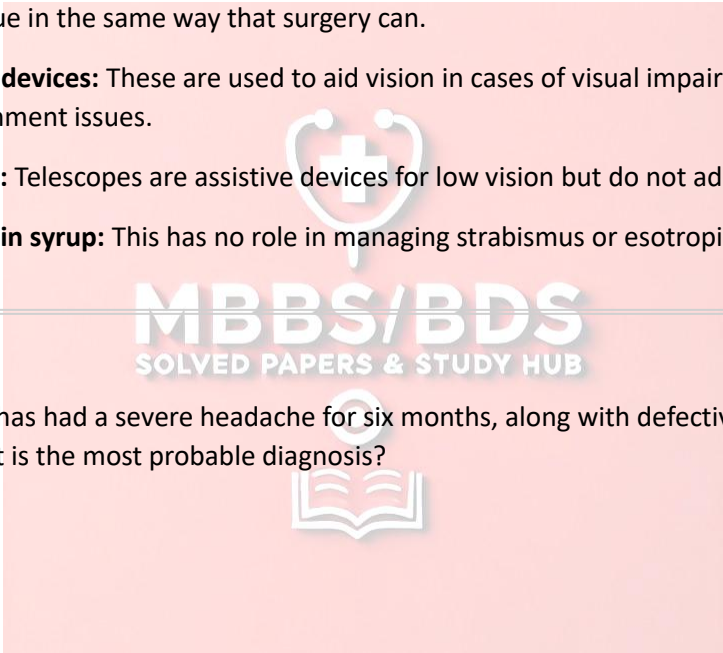 ue in the same way that surgery can.
devices: These are used to aid vision in cases of visual impair
nment issues.
: Telescopes are assistive devices for low vision but do not ad
in syrup: This has no role in managing strabismus or esotropi
MBBS/BDS
SOLVED PAPERS & STUDY HUB
has had a severe headache for six months, along with defectiv
t is the most probable diagnosis?